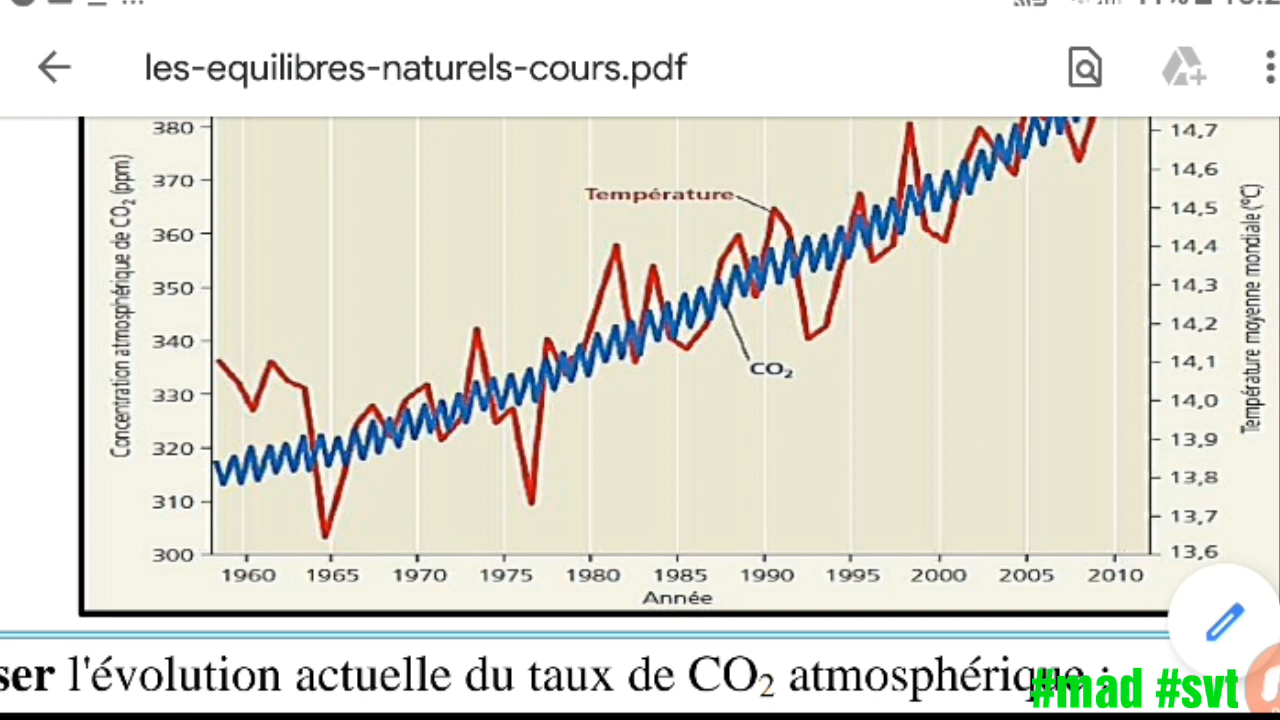 les-equilibres-naturels-cours.pdf
Concentration atmosphérique de CO₂ (ppm)
380
370
360
350
340
330
320
310
300
Température
CO₂
14,7
14,6
14,5
14,4
14,3
14,2
14,1
14,0
13,9
13,8
13,7
13,6
Température moyenne mondiale (°C)
1960 1965 1970 1975 1980 1985 1990 1995 2000 2005 2010
Année
ser l'évolution actuelle du taux de CO₂ atmosphérique :
#mad #svt